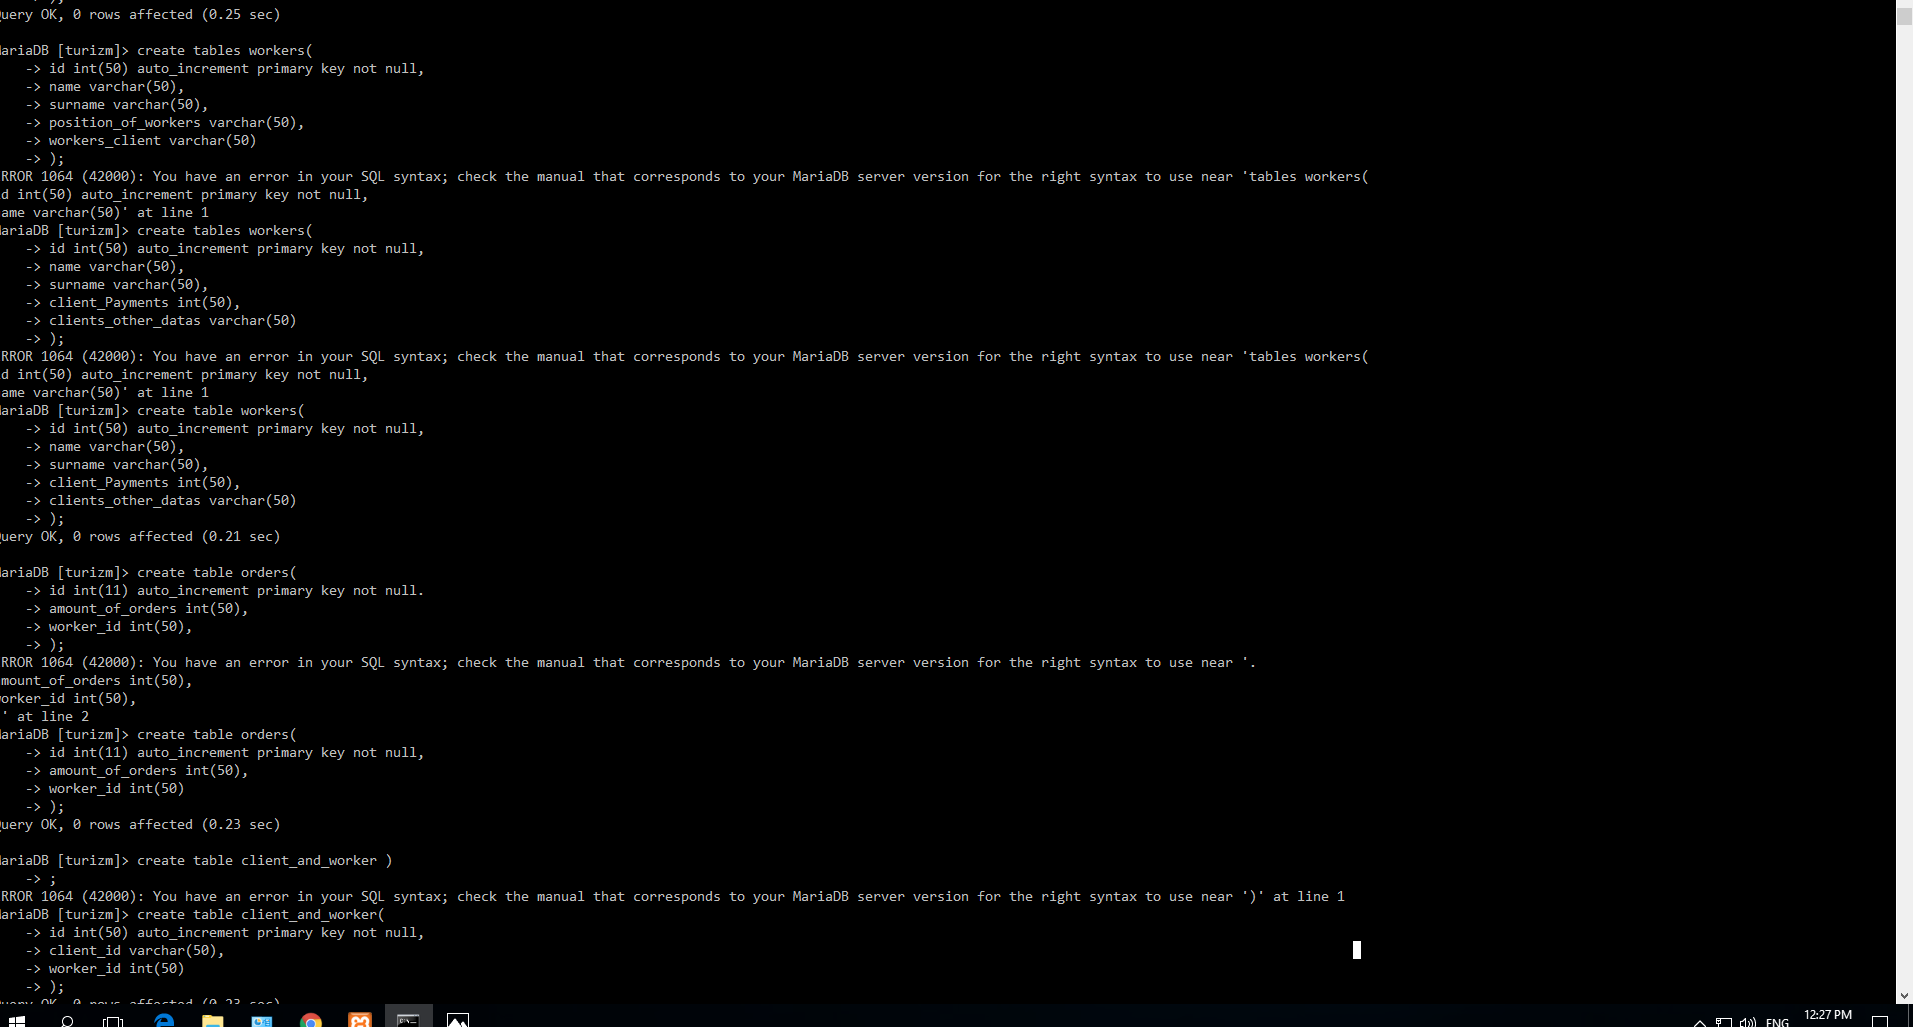 uery OK, 0 rows affected (0.25 sec)
ariaDB [turizm]> create tables workers(
-> id int(50) auto_increment primary key not null,
-> name varchar(50),
-> surname varchar(50),
-> position_of_workers varchar(50),
-> workers_client varchar(50)
-> );
RROR 1064 (42000): You have an error in your SQL syntax; check the manual that corresponds to your MariaDB server version for the right syntax to use near 'tables workers(
d int(50) auto_increment primary key not null,
ame varchar(50)' at line 1
ariaDB [turizm]> create tables workers(
-> id int(50) auto_increment primary key not null,
-> name varchar(50),
-> surname varchar(50),
-> client_Payments int(50),
-> clients_other_datas varchar(50)
-> );
RROR 1064 (42000): You have an error in your SQL syntax; check the manual that corresponds to your MariaDB server version for the right syntax to use near 'tables workers(
d int(50) auto_increment primary key not null,
ame varchar(50)' at line 1
ariaDB [turizm]> create table workers(
-> id int(50) auto_increment primary key not null,
-> name varchar(50),
-> surname varchar(50),
-> client_Payments int(50),
-> clients_other_datas varchar(50)
-> );
uery OK, 0 rows affected (0.21 sec)
ariaDB [turizm]> create table orders(
-> id int(11) auto_increment primary key not null.
-> amount_of_orders int(50),
-> worker_id int(50),
-> );
RROR 1064 (42000): You have an error in your SQL syntax; check the manual that corresponds to your MariaDB server version for the right syntax to use near '.
mount_of_orders int(50),
orker_id int(50),
' at line 2
ariaDB [turizm]> create table orders(
-> id int(11) auto_increment primary key not null,
-> amount_of_orders int(50),
-> worker_id int(50)
-> );
uery OK, 0 rows affected (0.23 sec)
ariaDB [turizm]> create table client_and_worker )
-> ;
RROR 1064 (42000): You have an error in your SQL syntax; check the manual that corresponds to your MariaDB server version for the right syntax to use near ')' at line 1
ariaDB [turizm]> create table client_and_worker(
-> id int(50) auto_increment primary key not null,
-> client_id varchar(50),
-> worker_id int(50)
-> );
uery OK, 0 rows affected (0.23 sec)
ENG
12:27 PM